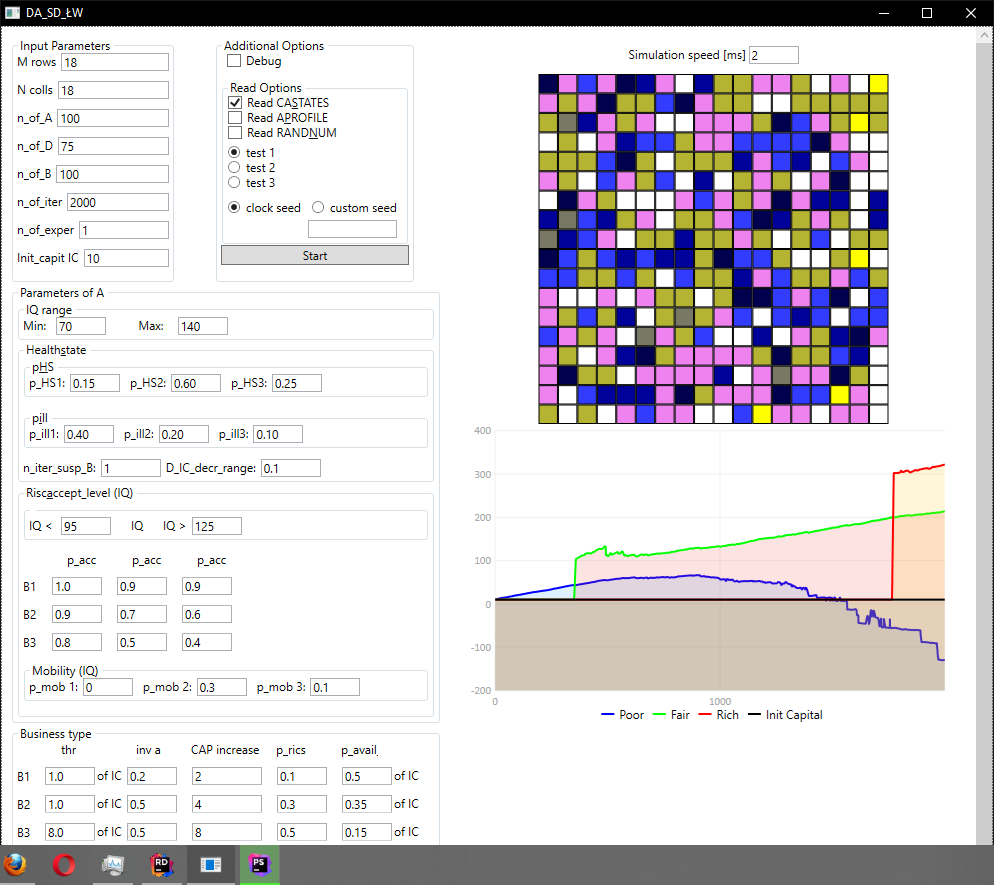 DA_SD_ŁW
Input Parameters
M rows 18
N colls 18
n_of_A 100
n_of_D 75
n_of_B 100
n_of_iter 2000
n_of_exper 1
Init_capit IC 10
Additional Options
Debug
Read Options
Read CASTATES
Read APROFILE
Read RANDNUM
test 1
test 2
test 3
clock seed custom seed
Start
Parameters of A
IQ range
Min: 70 Max: 140
Healthstate
pHS
p_HS1: 0.15 p_HS2: 0.60 p_HS3: 0.25
pill
p_ill1: 0.40 p_ill2: 0.20 p_ill3: 0.10
n_iter_susp_B: 1 D_IC_decr_range: 0.1
Riscaccept_level (IQ)
IQ < 95 IQ IQ > 125
p_acc p_acc p_acc
B1 1.0 0.9 0.9
B2 0.9 0.7 0.6
B3 0.8 0.5 0.4
Mobility (IQ)
p_mob 1: 0 p_mob 2: 0.3 p_mob 3: 0.1
Business type
thr inv a CAP increase p_rics p_avail,
B1 1.0 of IC 0.2 2 0.1 0.5 of IC
B2 1.0 of IC 0.5 4 0.3 0.35 of IC
B3 8.0 of IC 0.5 8 0.5 0.15 of IC
Simulation speed [ms] 2
400
300
200
100
0
-100
-200
0 1000
Poor Fair Rich Init Capital
RD
PS